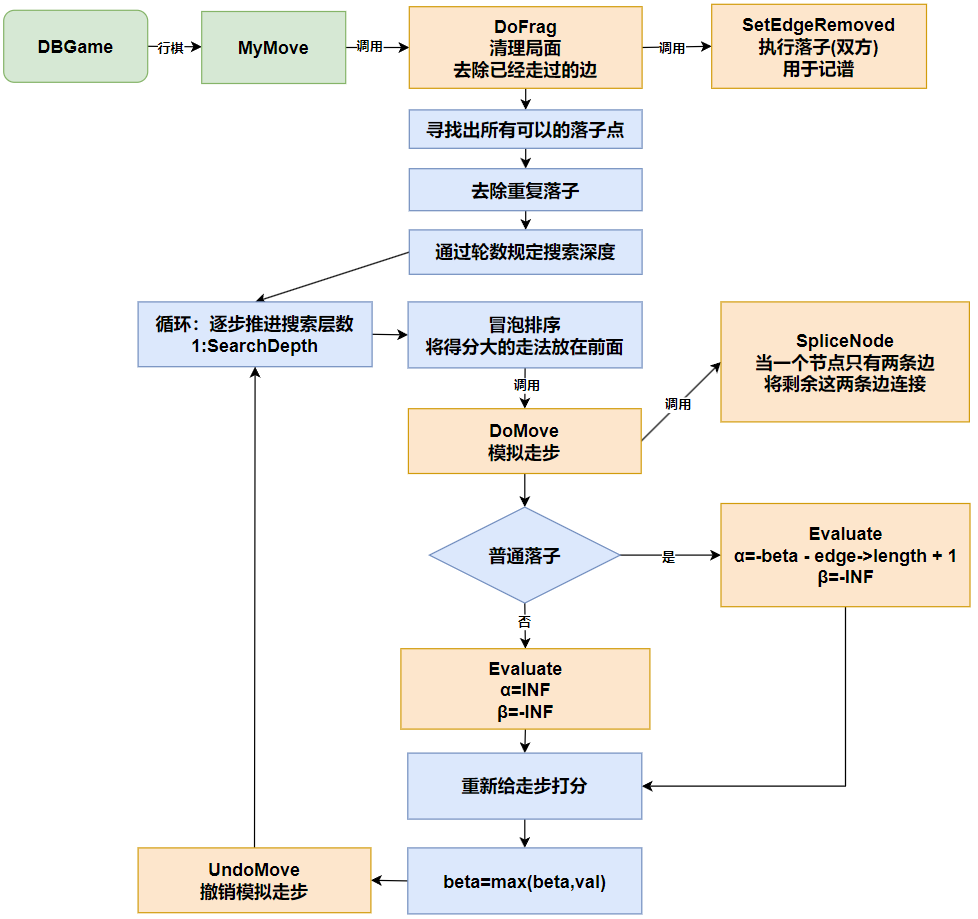 DBGame
行棋
MyMove
调用
DoFrag
清理局面
去除已经走过的边
调用
SetEdgeRemoved
执行落子(双方)
用于记谱
寻找出所有可以的落子点
去除重复落子
通过轮数规定搜索深度
循环：逐步推进搜索层数
1:SearchDepth
冒泡排序
将得分大的走法放在前面
SpliceNode
当一个节点只有两条边
将剩余这两条边连接
调用
调用
DoMove
模拟走步
普通落子
是
Evaluate
α=-beta - edge->length + 1
β=-INF
否
Evaluate
α=INF
β=-INF
重新给走步打分
UndoMove
撤销模拟走步
beta=max(beta,val)